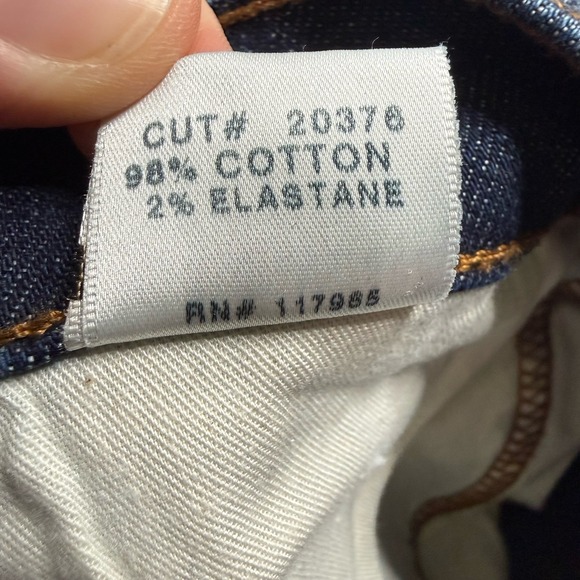 CUT# 20376
98% COTTON
2% ELASTANE
RN# 117985